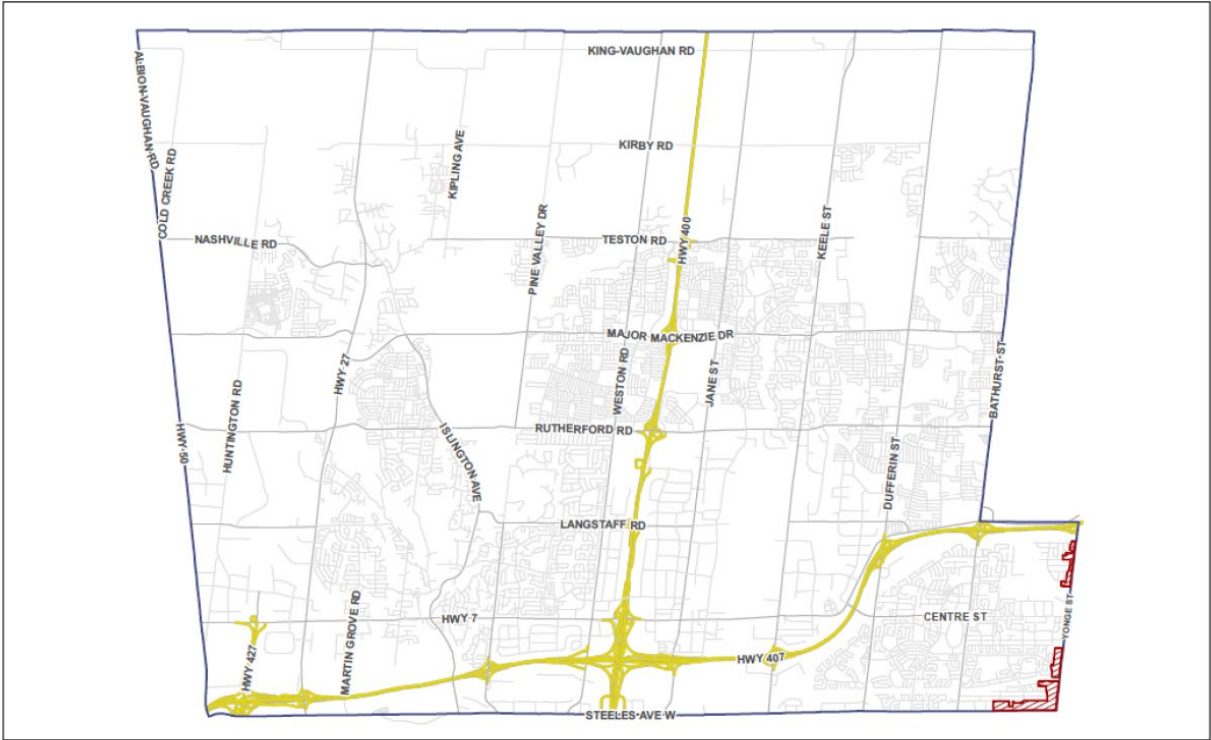 KING-VAUGHAN RD
ALBION-VAUGHAN RD
KIRBY RD
KIPLING AVE
COLD CREEK RD
PINE VALLEY DR
KEELE ST
NASHVILLE RD
TESTON RD
HWY 400
MAJOR MACKENZIE DR
HWY 27
WESTON RD
JANE ST
BATHURST ST
HUNTINGTON RD
RUTHERFORD RD
HWY 50
ISLINGTON AVE
DUFFERIN ST
LANGSTAFF RD
HWY 7
CENTRE ST
YONGE ST
MARTIN GROVE RD
HWY 427
HWY 407
STEELES AVE W